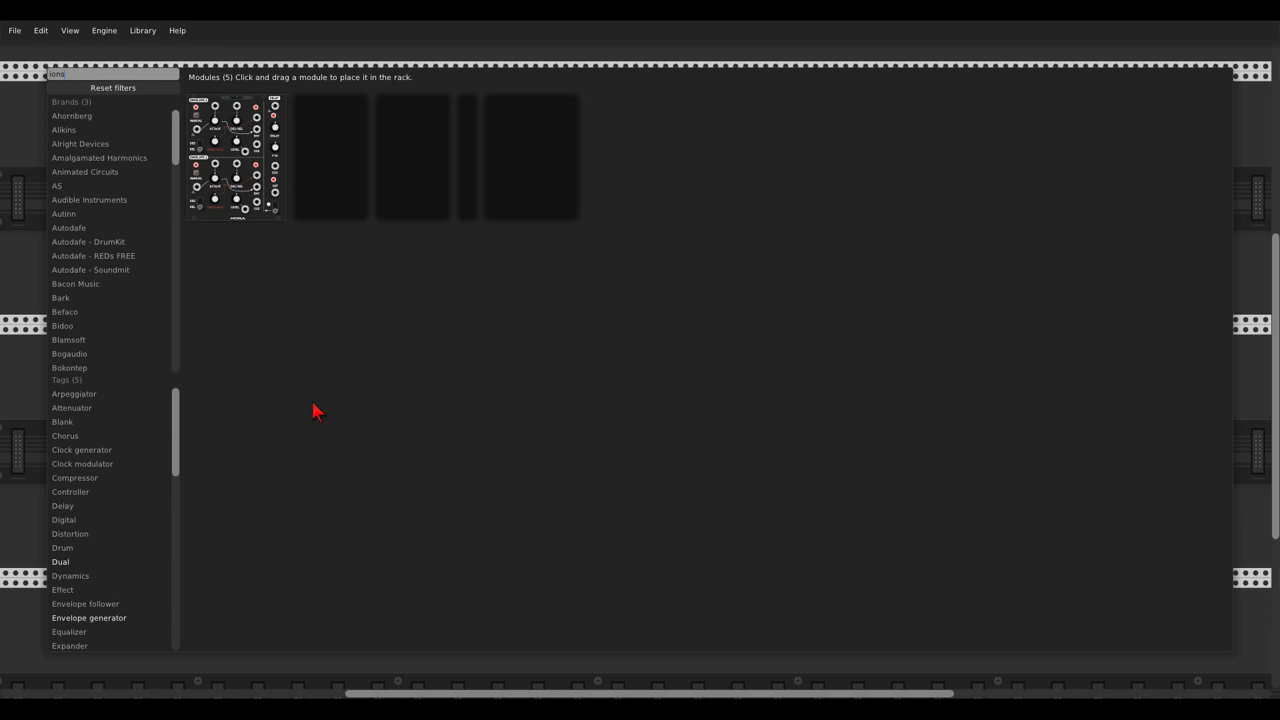 File Edit View Engine Library Help
ions
Modules (5) Click and drag a module to place it in the rack.
Reset filters
Brands (3)
Ahornberg
Alikins
Alright Devices
Amalgamated Harmonics
Animated Circuits
AS
Audible Instruments
Autinn
Autodafe
Autodafe - DrumKit
Autodafe - REDs FREE
Autodafe - Soundmit
Bacon Music
Bark
Befaco
Bidoo
Blamsoft
Bogaudio
Bokontep
Tags (5)
Arpeggiator
Attenuator
Blank
Chorus
Clock generator
Clock modulator
Compressor
Controller
Delay
Digital
Distortion
Drum
Dual
Dynamics
Effect
Envelope follower
Envelope generator
Equalizer
Expander